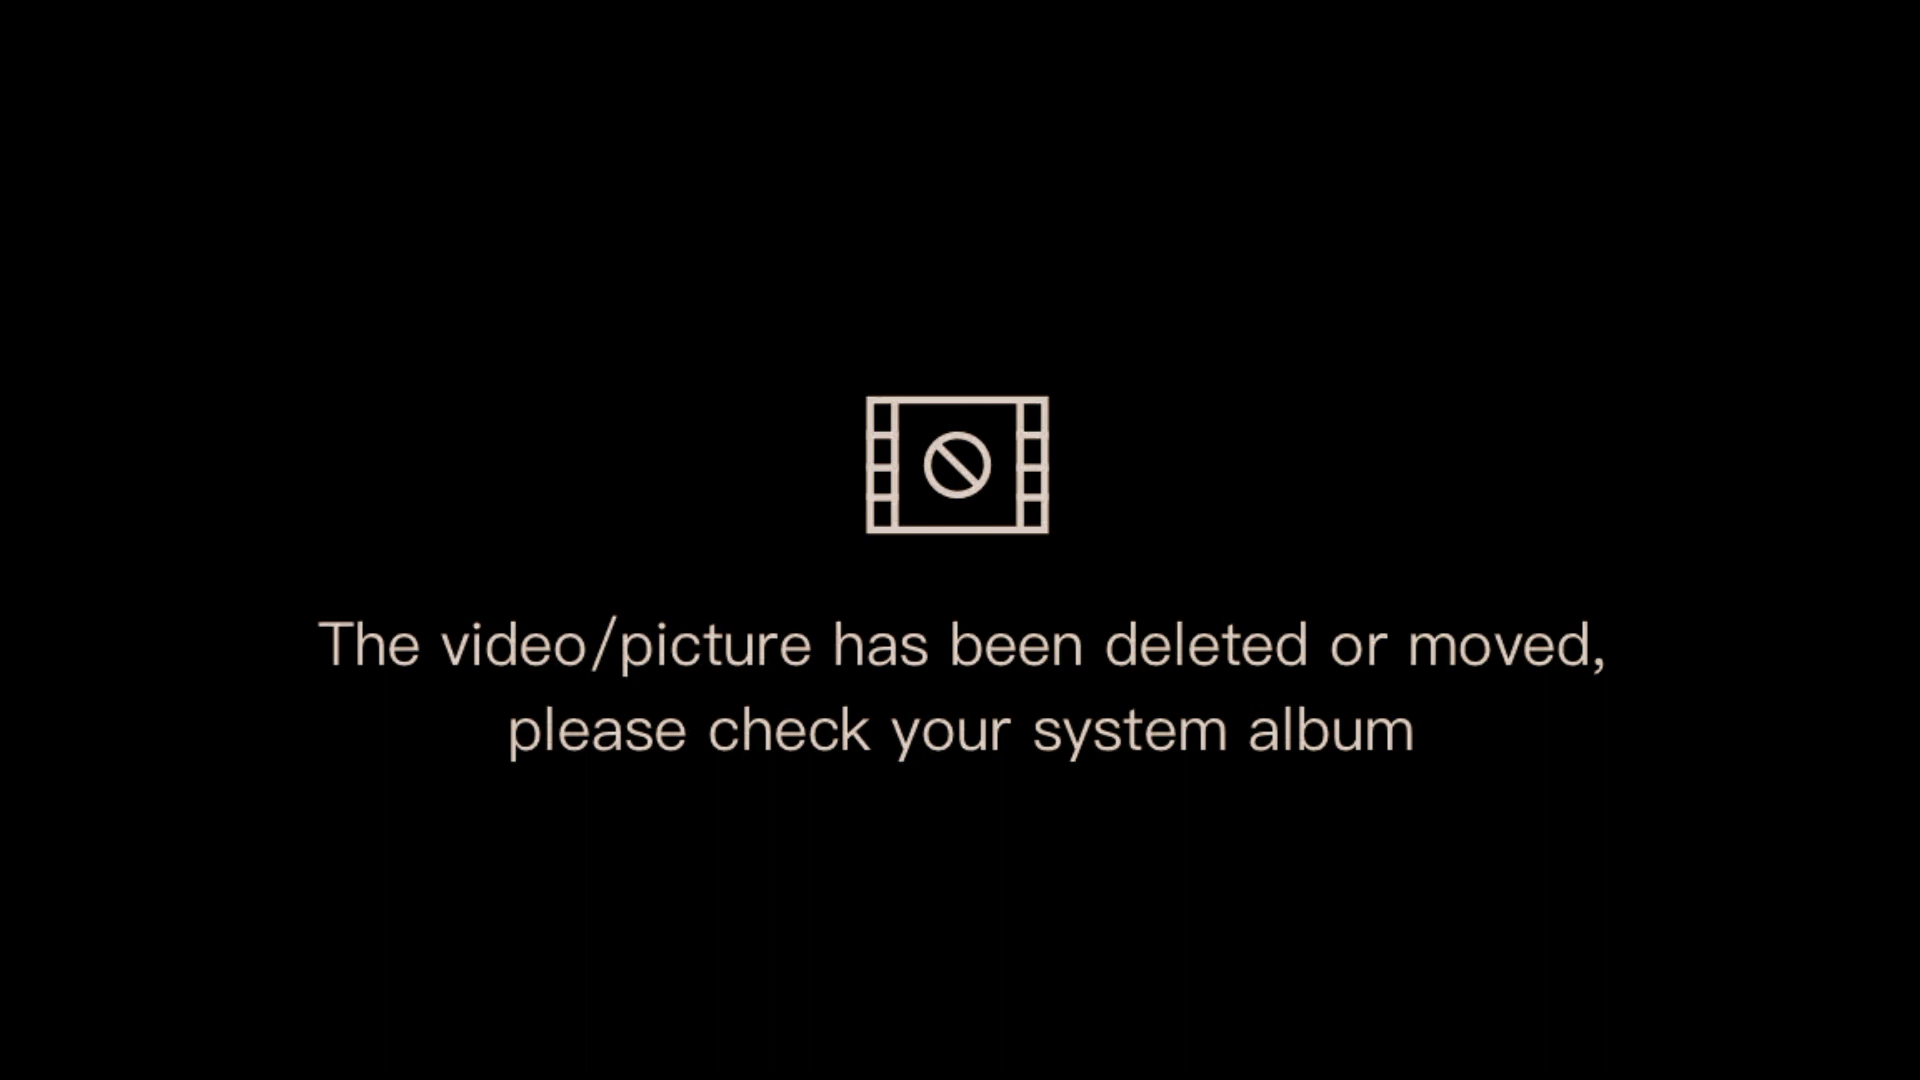 The video/picture has been deleted or moved,
please check your system album